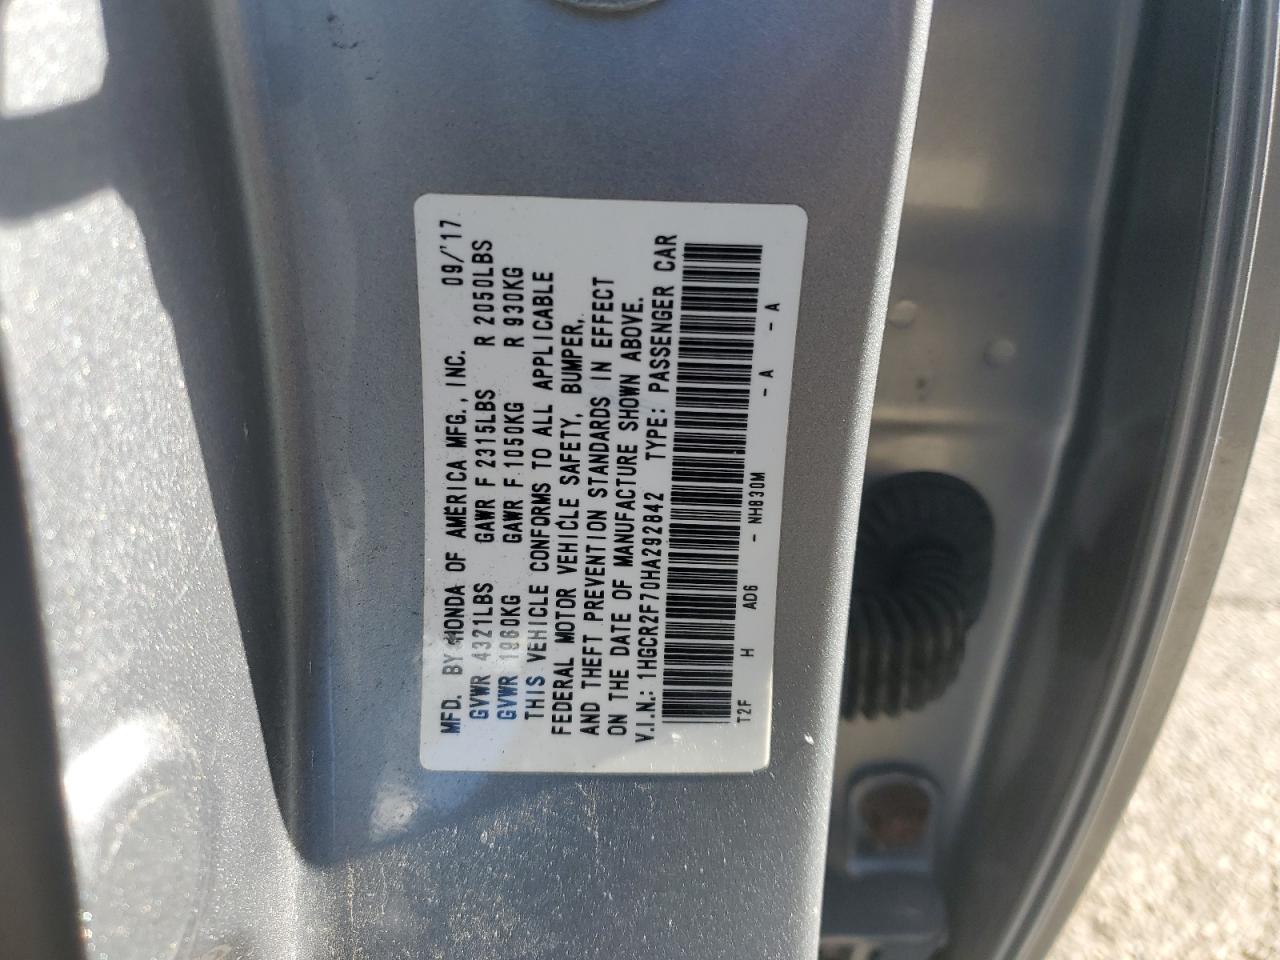 MFD. BY HONDA OF AMERICA MFG., INC. 09/'17
GVWR 4321LBS GAWR F 2315LBS R 2050LBS
GVWR 1960KG GAWR F 1050KG R 930KG
THIS VEHICLE CONFORMS TO ALL APPLICABLE
FEDERAL MOTOR VEHICLE SAFETY, BUMPER,
AND THEFT PREVENTION STANDARDS IN EFFECT
ON THE DATE OF MANUFACTURE SHOWN ABOVE.
V.I.N.: 1HGCR2F70HA292842 TYPE: PASSENGER CAR
T2F H AD6 - NH830M - A - A